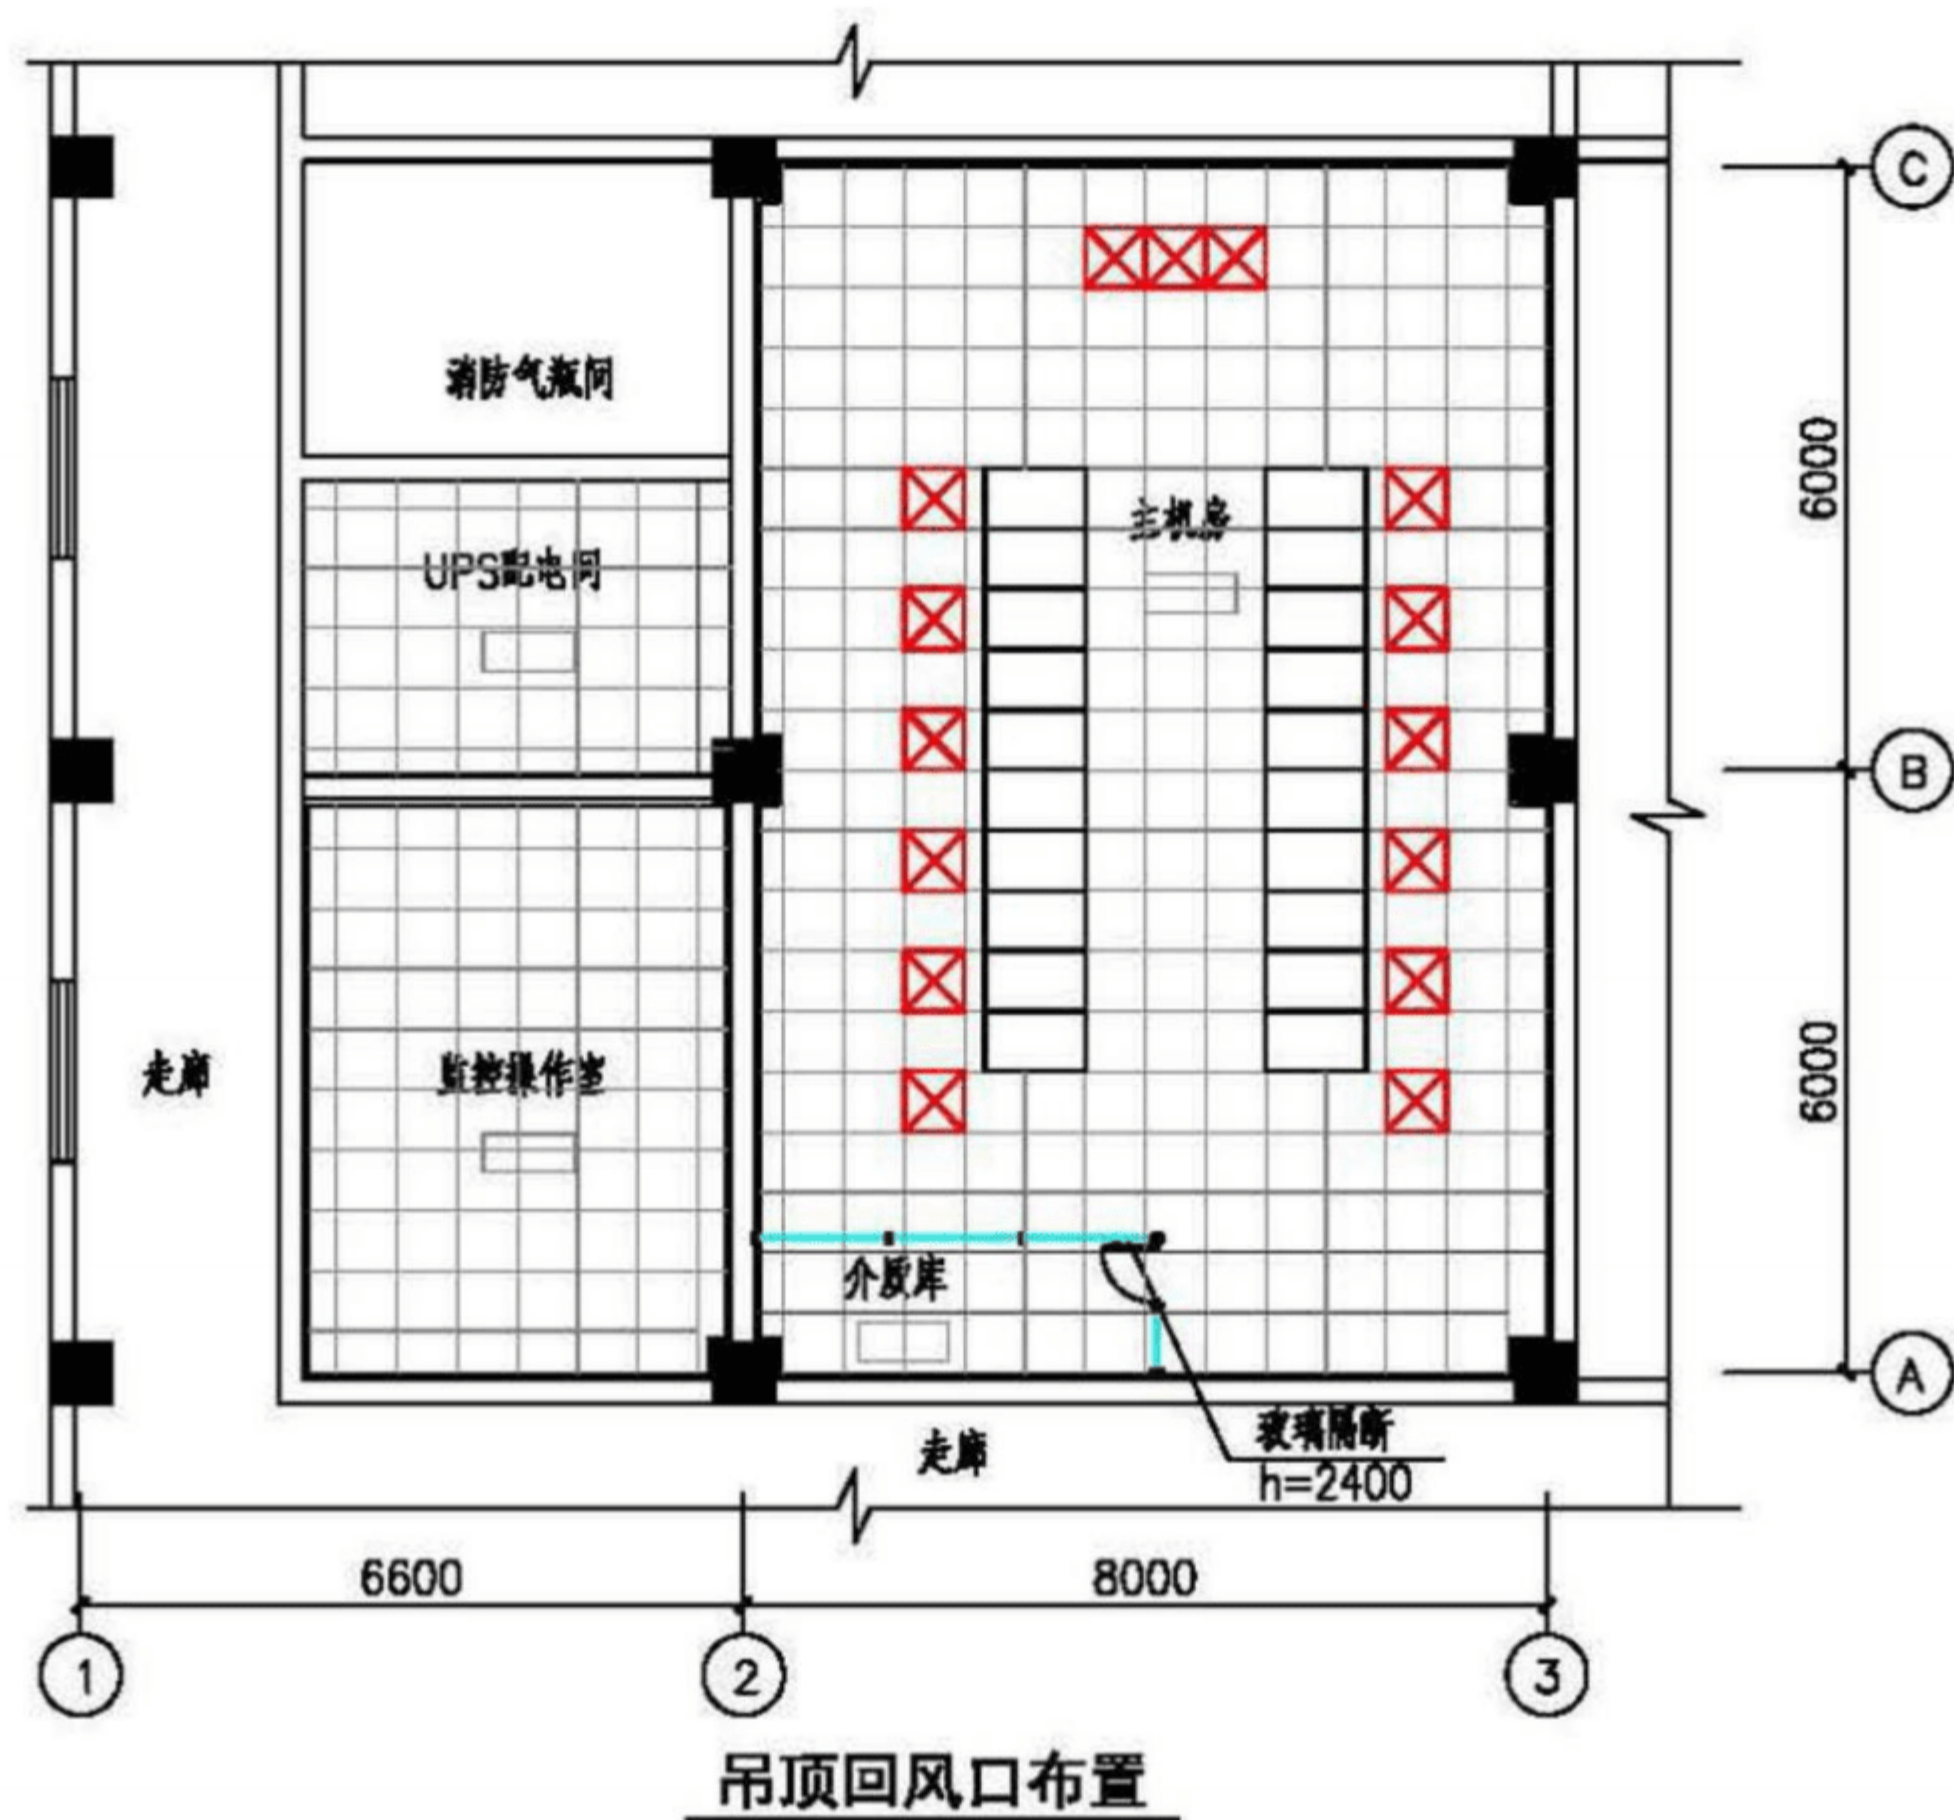 C
消防气瓶间
6000
主机房
UPS配电间
B
走廊
监控操作室
6000
介质库
A
走廊
玻璃隔断
h=2400
6600
8000
1
2
3
吊顶回风口布置